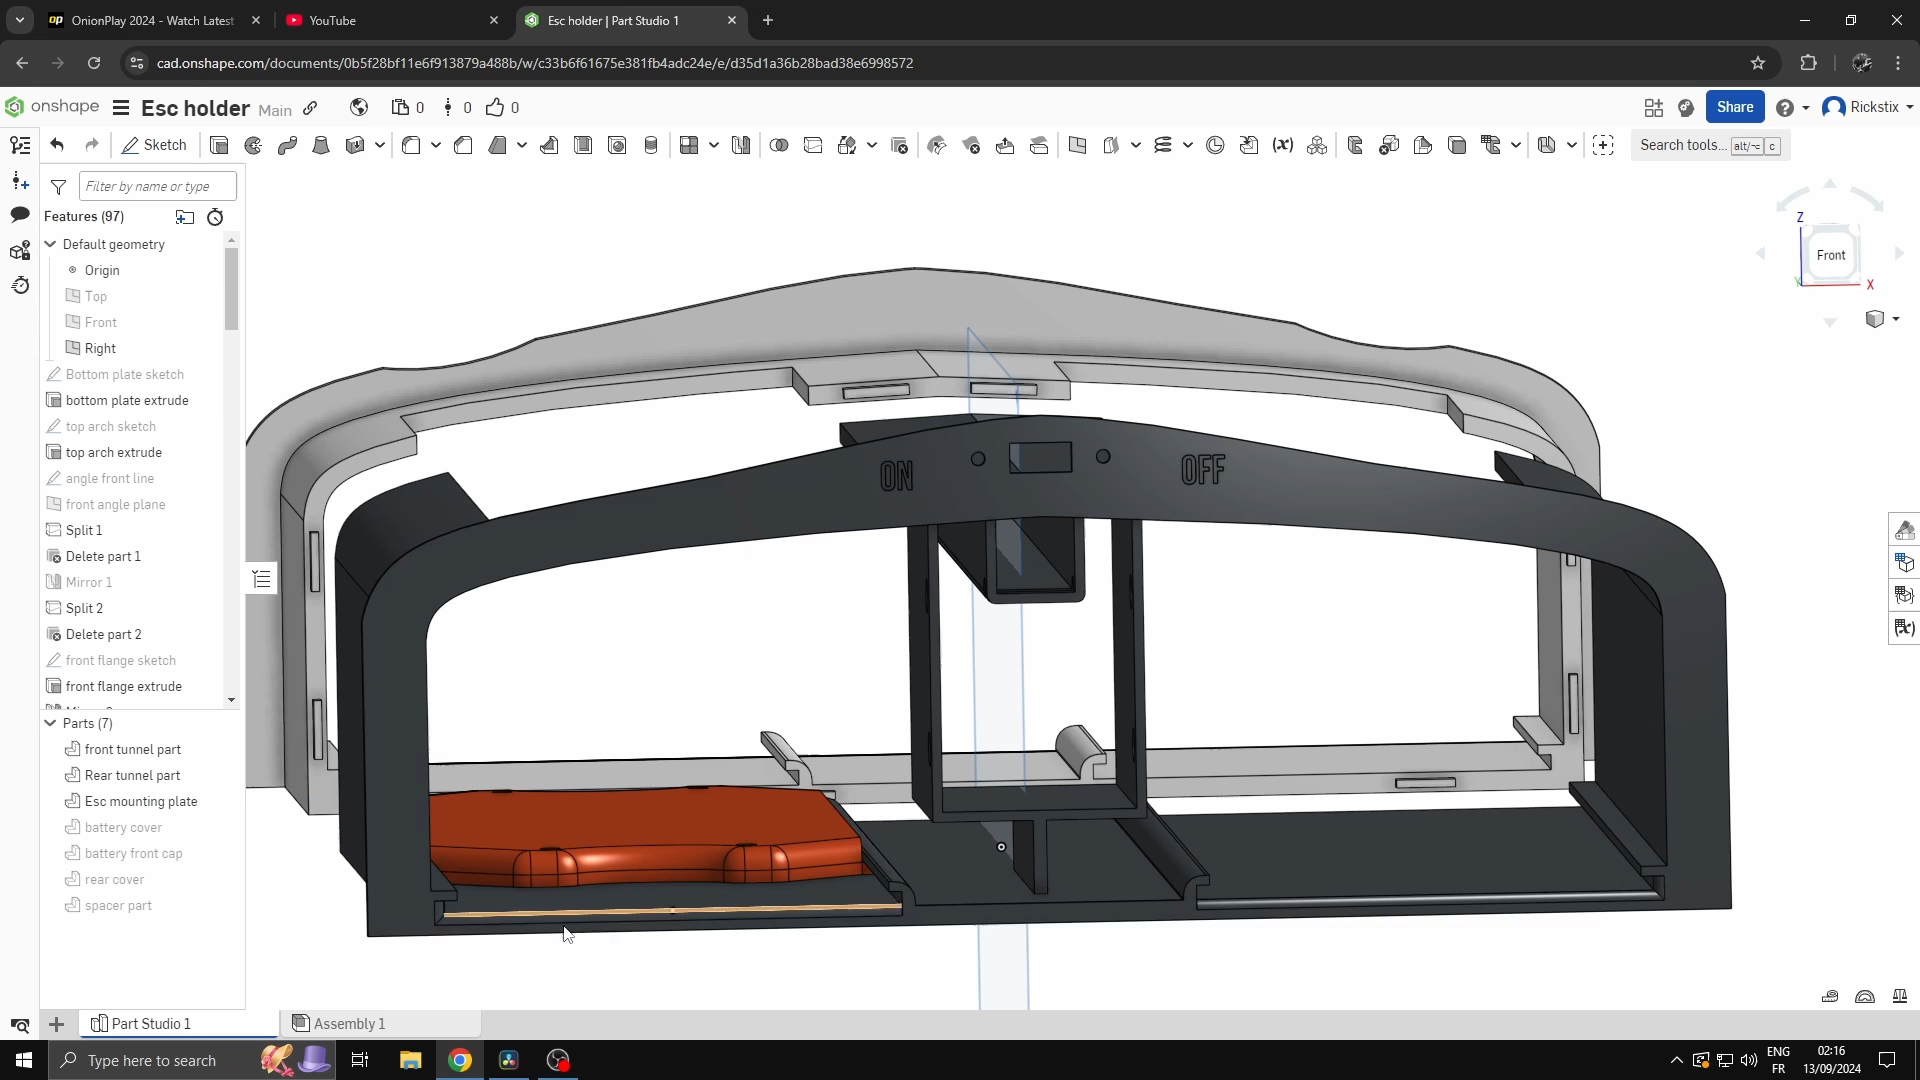 OnionPlay 2024 - Watch Latest
YouTube
Esc holder | Part Studio 1
cad.onshape.com/documents/0b5f28bf11e6f913879a488b/w/c33b6f61675e381fb4adc24e/e/d35d1a36b28bad38e6998572
onshape
Esc holder Main
0 0 0
Share
Rickstix
Sketch
Search tools... alt/⌥ c
Filter by name or type
Features (97)
Default geometry
Origin
Top
Front
Right
Bottom plate sketch
bottom plate extrude
top arch sketch
top arch extrude
angle front line
front angle plane
Split 1
Delete part 1
Mirror 1
Split 2
Delete part 2
front flange sketch
front flange extrude
Parts (7)
front tunnel part
Rear tunnel part
Esc mounting plate
battery cover
battery front cap
rear cover
spacer part
ON
OFF
Z
Front
X
Part Studio 1
Assembly 1
Type here to search
ENG
FR
02:16
13/09/2024